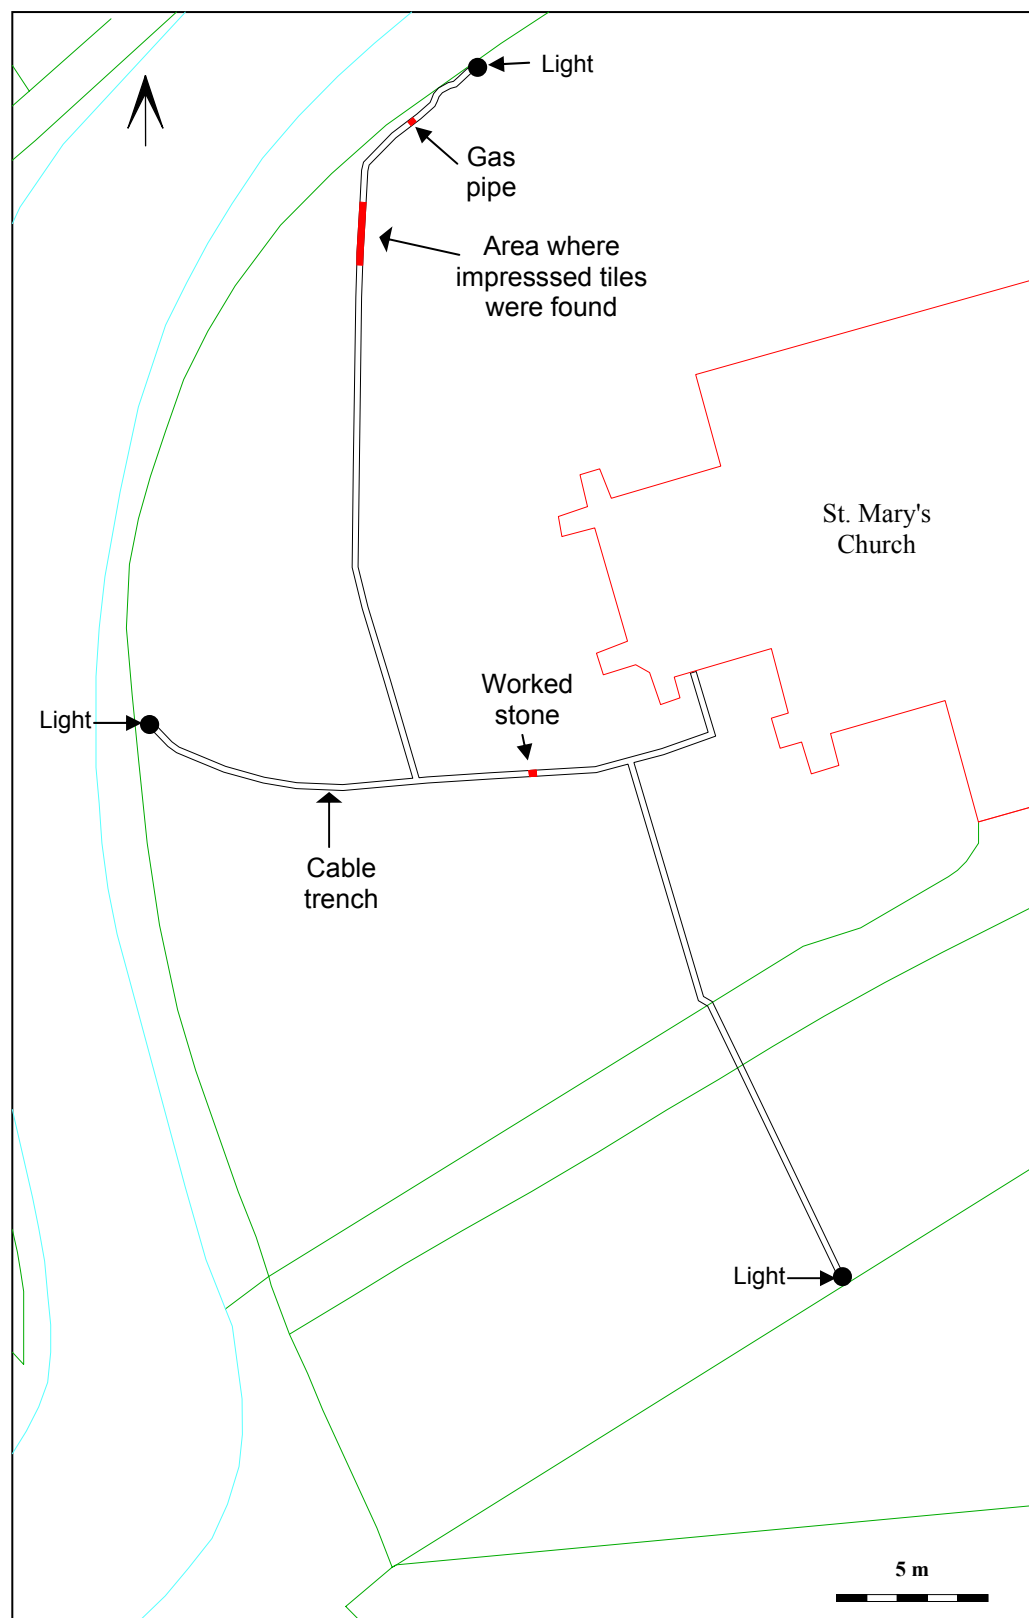 Light
Gas
pipe
Area where
impresssed tiles
were found
St. Mary's
Church
Worked
stone
Light
Cable
trench
Light
5 m